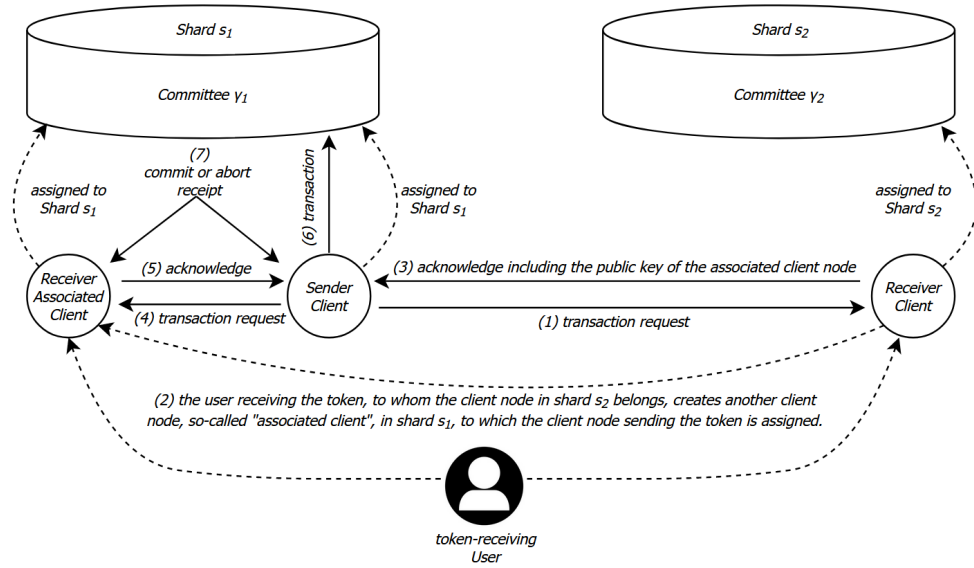 Shard s₁
Committee γ₁
Shard s₂
Committee γ₂
(7)
commit or abort
receipt
assigned to
Shard s₁
(6) transaction
assigned to
Shard s₁
assigned to
Shard s₂
Receiver
Associated
Client
(5) acknowledge
(4) transaction request
Sender
Client
(3) acknowledge including the public key of the associated client node
(1) transaction request
Receiver
Client
(2) the user receiving the token, to whom the client node in shard s₂ belongs, creates another client
node, so-called "associated client", in shard s₁, to which the client node sending the token is assigned.
token-receiving
User